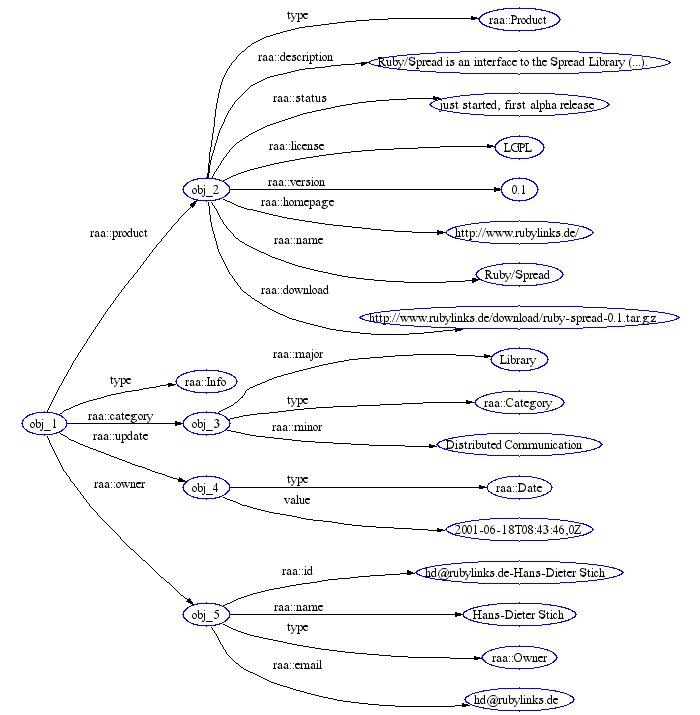 type
raa::Product
raa::description
Ruby/Spread is an interface to the Spread Library (...).
raa::status
just started, first alpha release
raa::license
LGPL
obj_2
raa::version
0.1
raa::homepage
http://www.rubylinks.de/
raa::product
raa::name
Ruby/Spread
raa::download
http://www.rubylinks.de/download/ruby-spread-0.1.tar.gz
raa::major
Library
type
raa::Info
type
raa::Category
obj_1
raa::category
obj_3
raa::minor
Distributed Communication
raa::update
raa::owner
obj_4
type
raa::Date
value
2001-06-18T08:43:46,0Z
raa::id
hd@rubylinks.de-Hans-Dieter Stich
obj_5
raa::name
Hans-Dieter Stich
type
raa::Owner
raa::email
hd@rubylinks.de